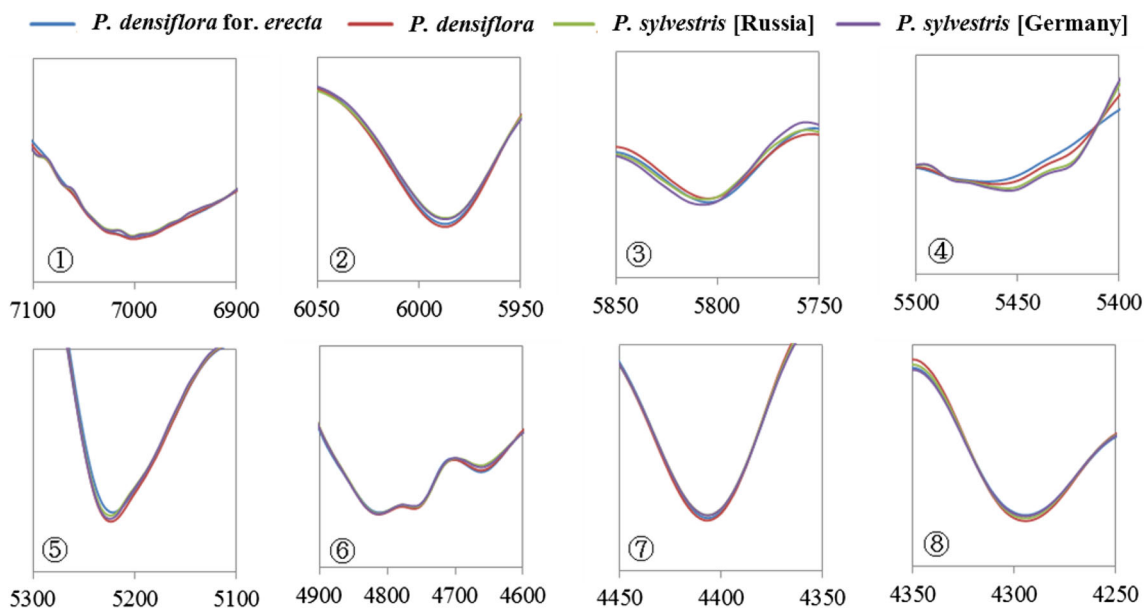 P. densiflora for. erecta P. densiflora P. sylvestris [Russia] P. sylvestris [Germany]
① ② ③ ④
7100 7000 6900 6050 6000 5950 5850 5800 5750 5500 5450 5400
⑤ ⑥ ⑦ ⑧
5300 5200 5100 4900 4800 4700 4600 4450 4400 4350 4350 4300 4250